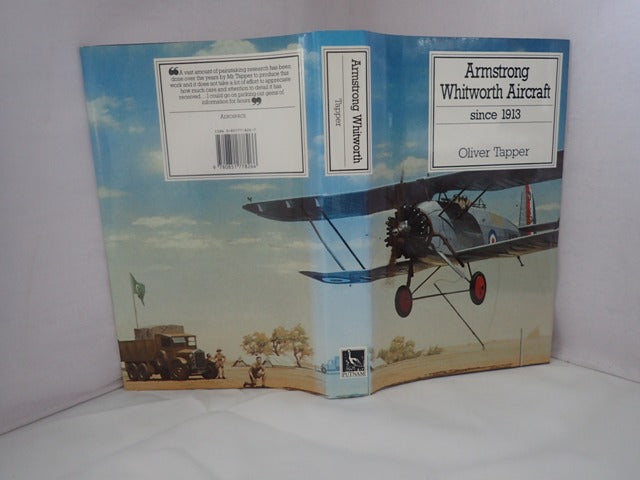 “A vast amount of painstaking research has been
done over the years by Mr Tapper to produce this
work and it does not take a lot of effort to appreciate
how much care and attention to detail it has
received... I could go on picking out gems of
information for hours”
AEROSPACE
Armstrong Whitworth
Tapper
PUTNAM
Armstrong
Whitworth Aircraft
since 1913
Oliver Tapper